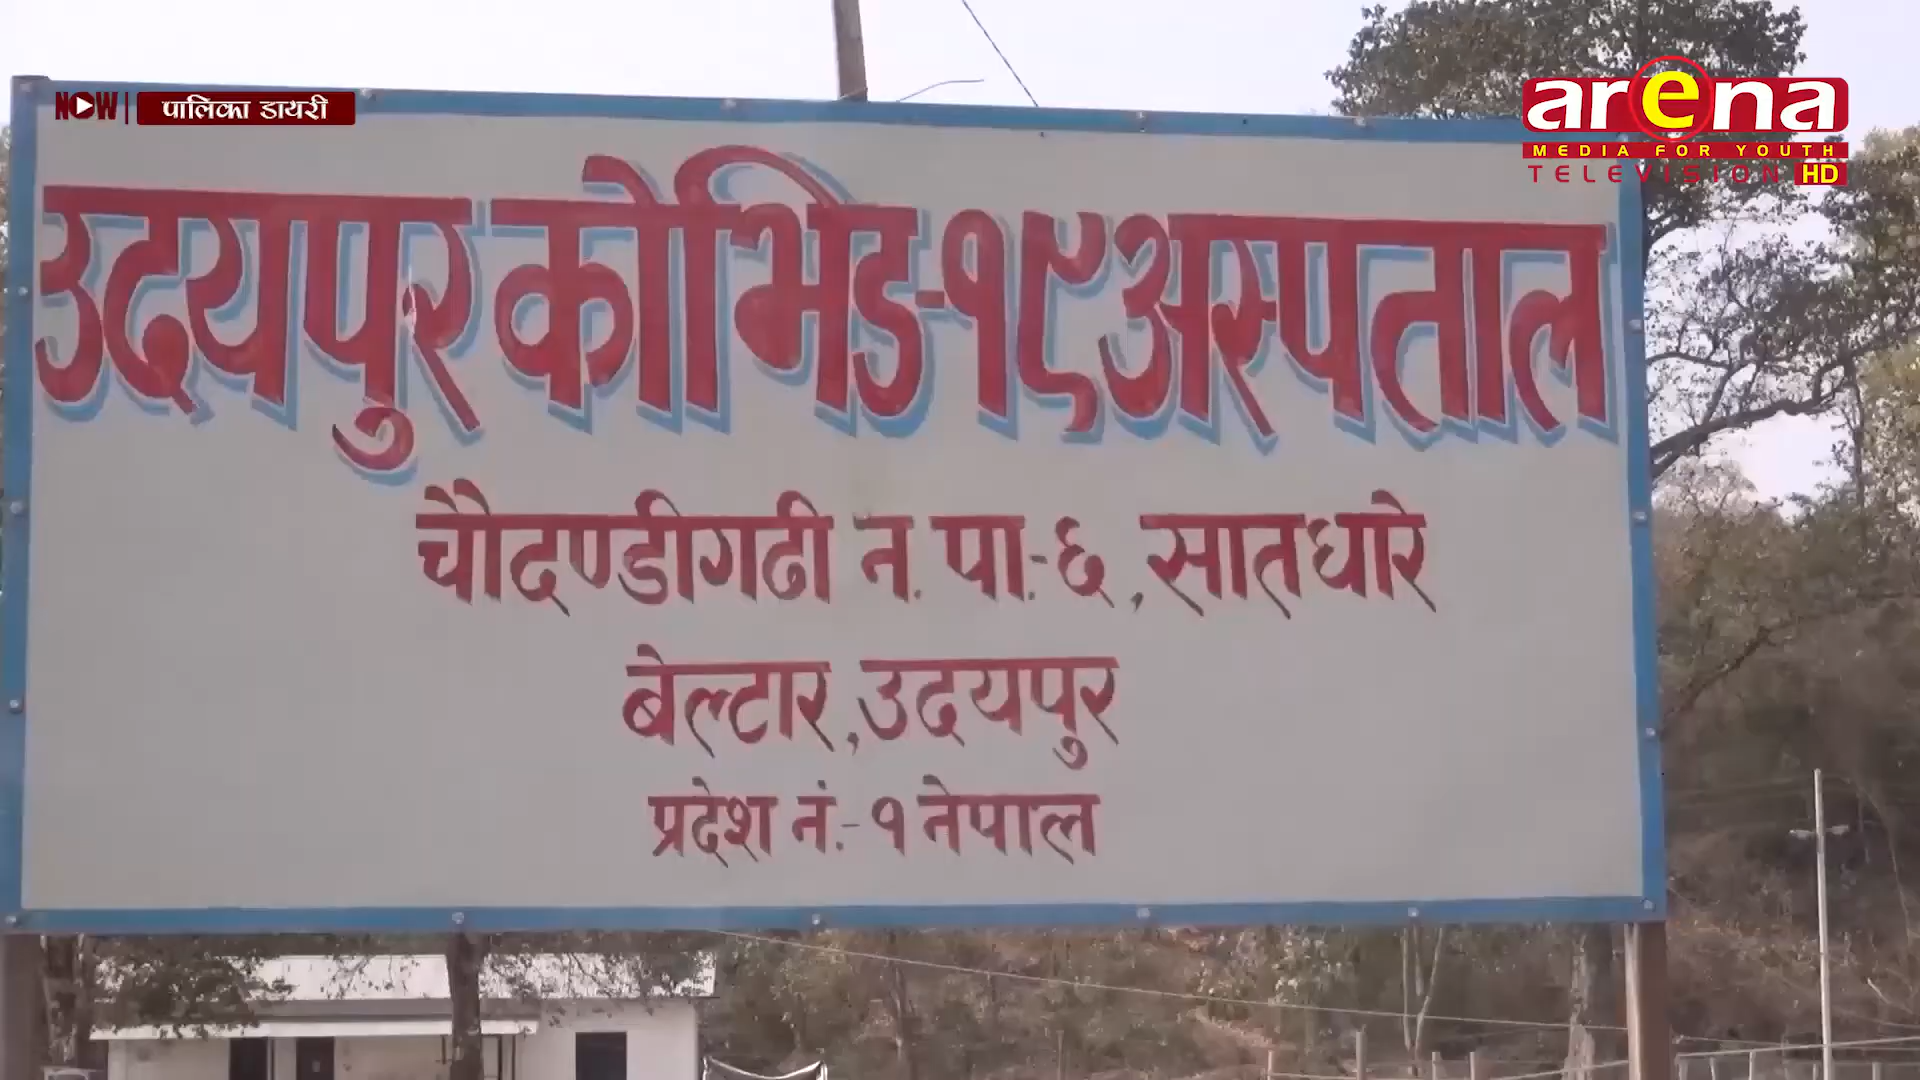 NOW पालिका डायरी
arena
MEDIA FOR YOUTH
TELEVISION HD
उदयपुर कोभिड-१९ अस्पताल
चौदण्डीगढी न. पा.-६, सातधारे
बेल्टार, उदयपुर
प्रदेश नं.-१ नेपाल